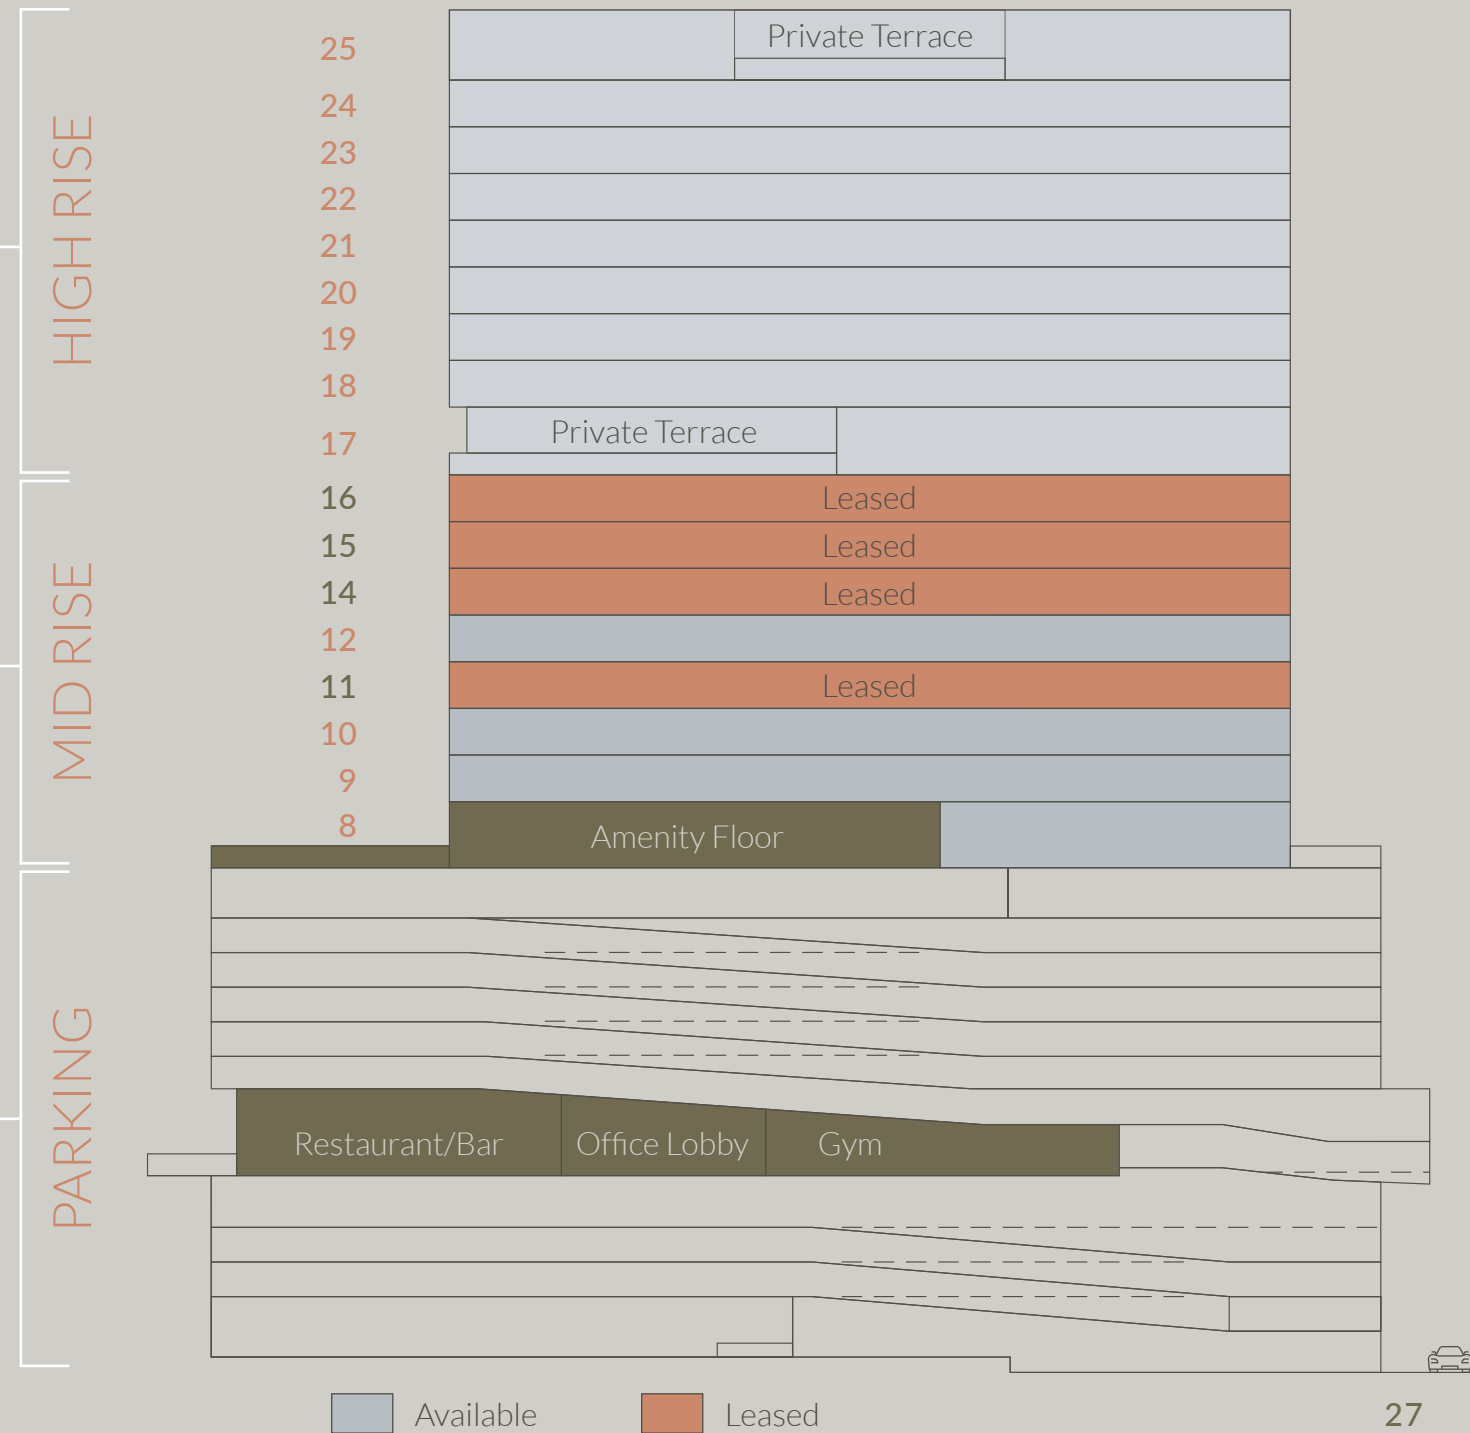 HIGH RISE
25
Private Terrace
24
23
22
21
20
19
18
17
Private Terrace
MID RISE
16
Leased
15
Leased
14
Leased
12
11
Leased
10
9
8
Amenity Floor
PARKING
Restaurant/Bar
Office Lobby
Gym
Available
Leased
27